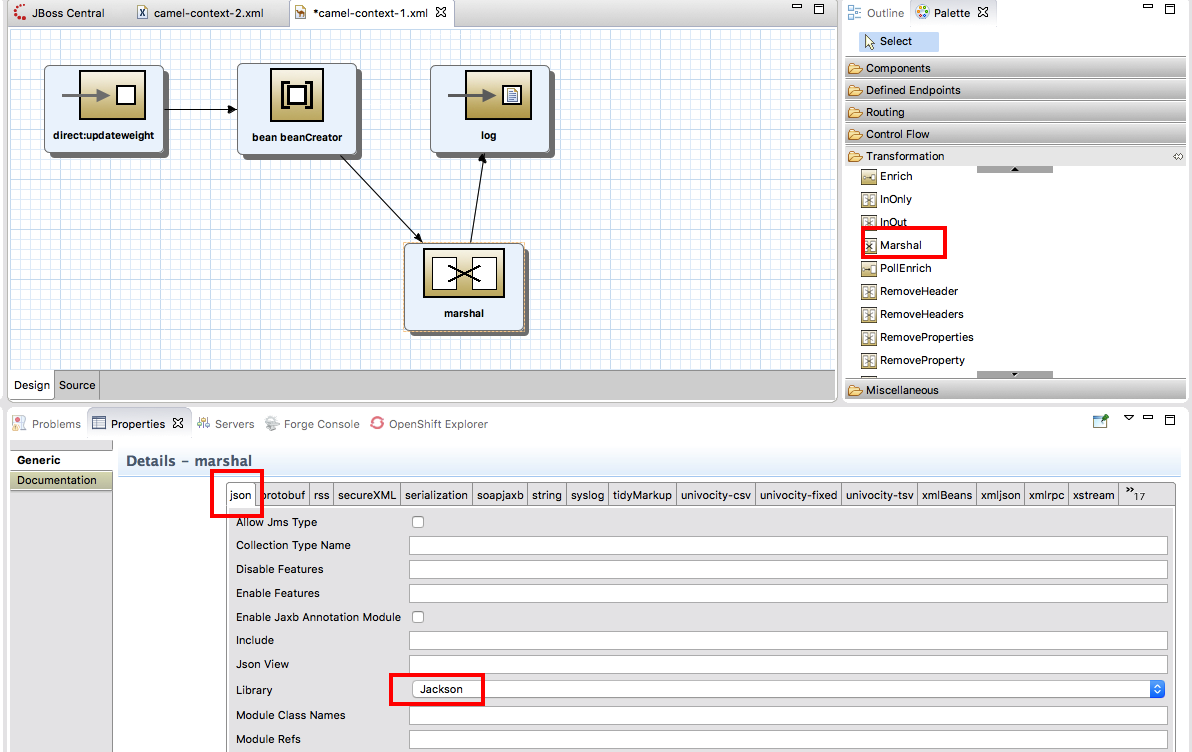 JBoss Central
camel-context-2.xml
*camel-context-1.xml
Outline
Palette
Select
Components
Defined Endpoints
Routing
Control Flow
Transformation
Enrich
InOnly
InOut
Marshal
PollEnrich
RemoveHeader
RemoveHeaders
RemoveProperties
RemoveProperty
Miscellaneous
direct:updateweight
bean beanCreator
log
marshal
Design
Source
Problems
Properties
Servers
Forge Console
OpenShift Explorer
Generic
Documentation
Details - marshal
json
protobuf
rss
secureXML
serialization
soapjaxb
string
syslog
tidyMarkup
univocity-csv
univocity-fixed
univocity-tsv
xmlBeans
xmljson
xmlrpc
xstream
»17
Allow Jms Type
Collection Type Name
Disable Features
Enable Features
Enable Jaxb Annotation Module
Include
Json View
Library
Jackson
Module Class Names
Module Refs